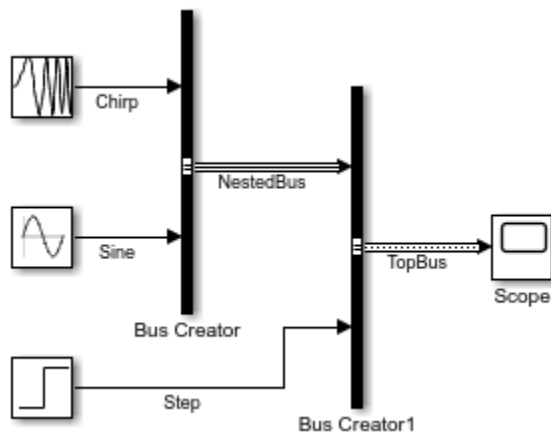 Chirp
NestedBus
Sine
TopBus
Scope
Bus Creator
Step
Bus Creator1